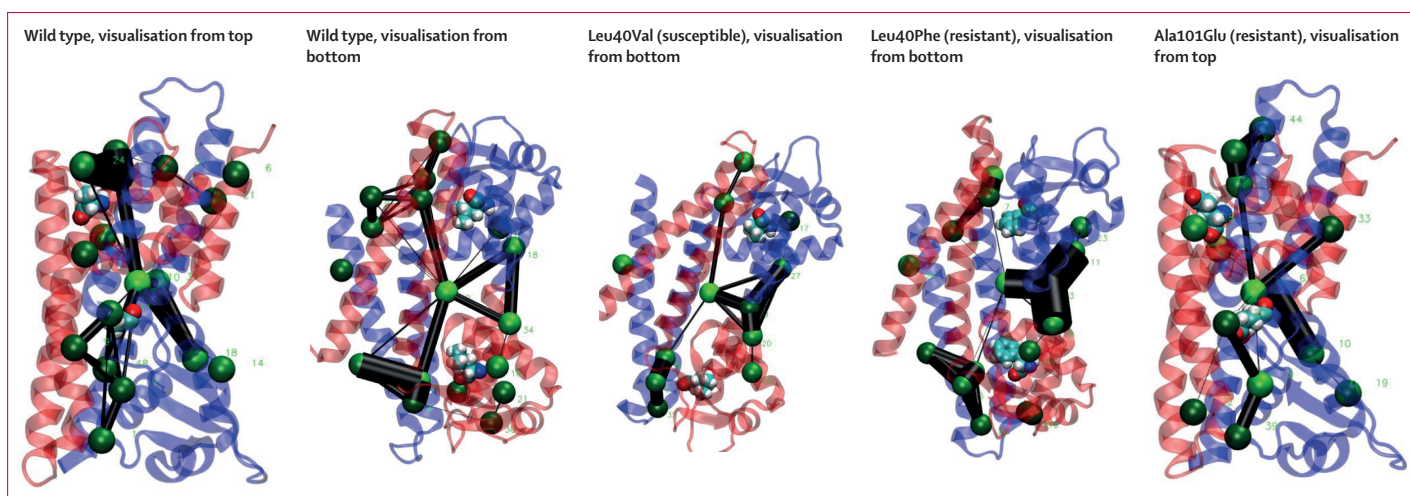 Wild type, visualisation from top
Wild type, visualisation from
bottom
Leu40Val (susceptible), visualisation
from bottom
Leu40Phe (resistant), visualisation
from bottom
Ala101Glu (resistant), visualisation
from top
24
6
21
10
18
14
18
34
21
17
27
20
23
11
44
33
6
10
19
39